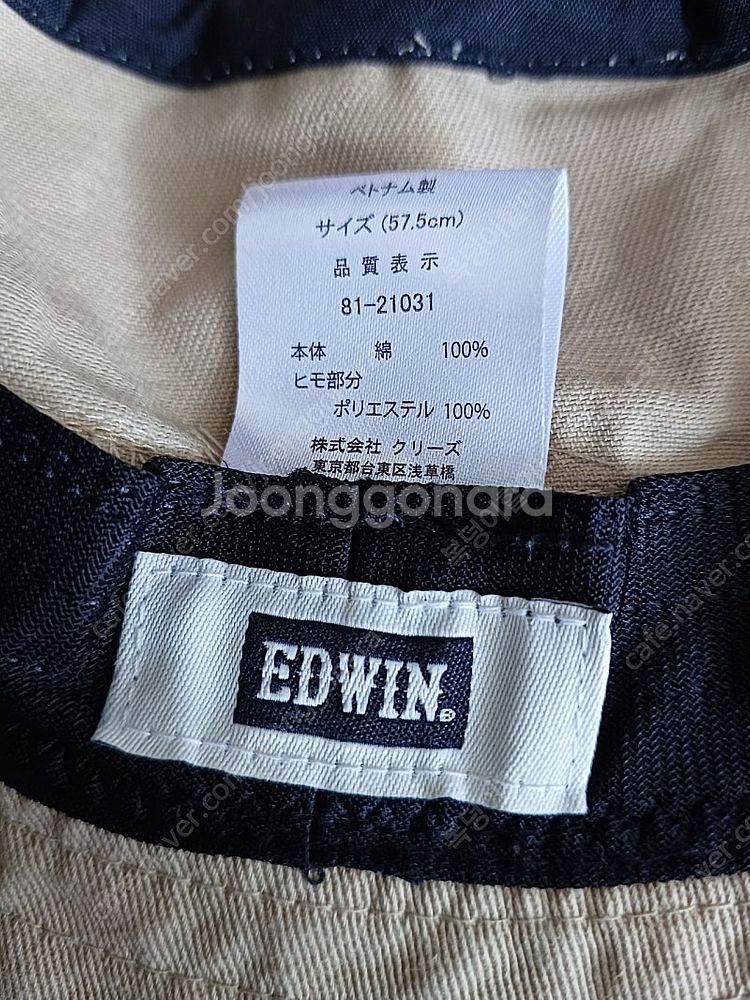 ベトナム製
サイズ (57.5cm)
品質表示
81-21031
本体 綿 100%
ヒモ部分
ポリエステル 100%
株式会社 クリーズ
東京都台東区浅草橋
Joonggonara
EDWIN®